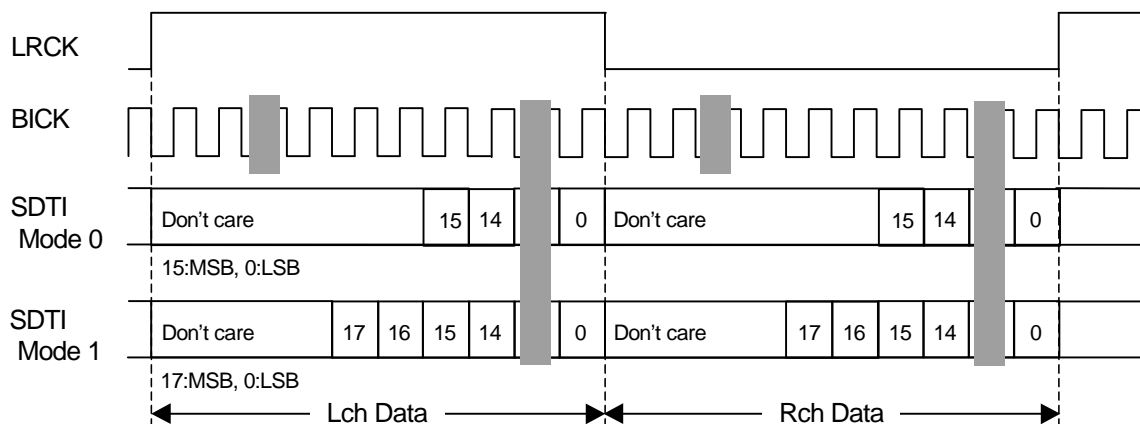 LRCK
BICK
SDTI
Mode 0
Don't care 15 14 0 Don't care 15 14 0
15:MSB, 0:LSB
SDTI
Mode 1
Don't care 17 16 15 14 0 Don't care 17 16 15 14 0
17:MSB, 0:LSB
Lch Data Rch Data